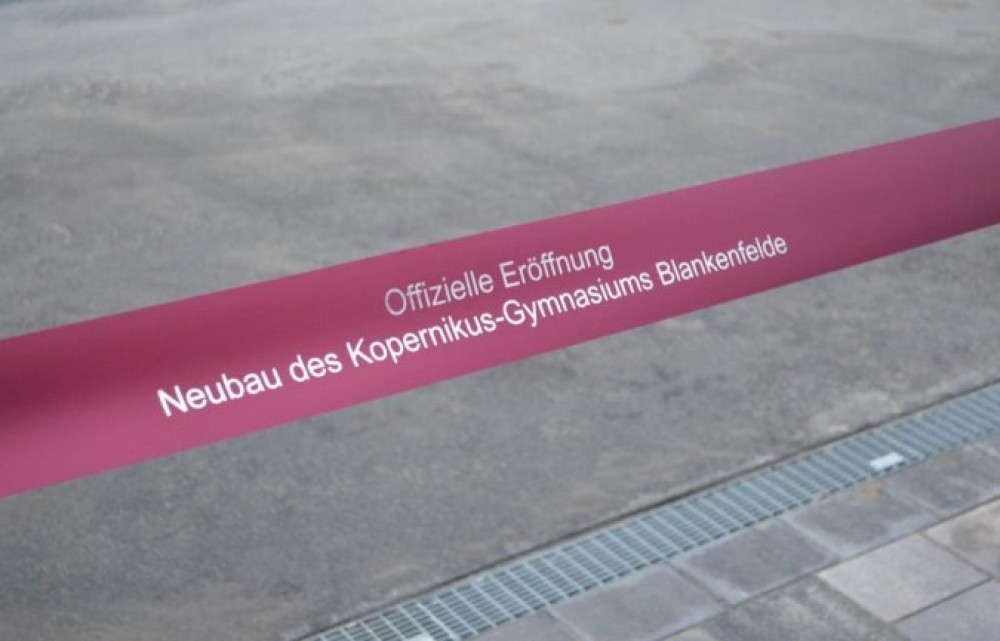 Offizielle Eröffnung
Neubau des Kopernikus-Gymnasiums Blankenfelde